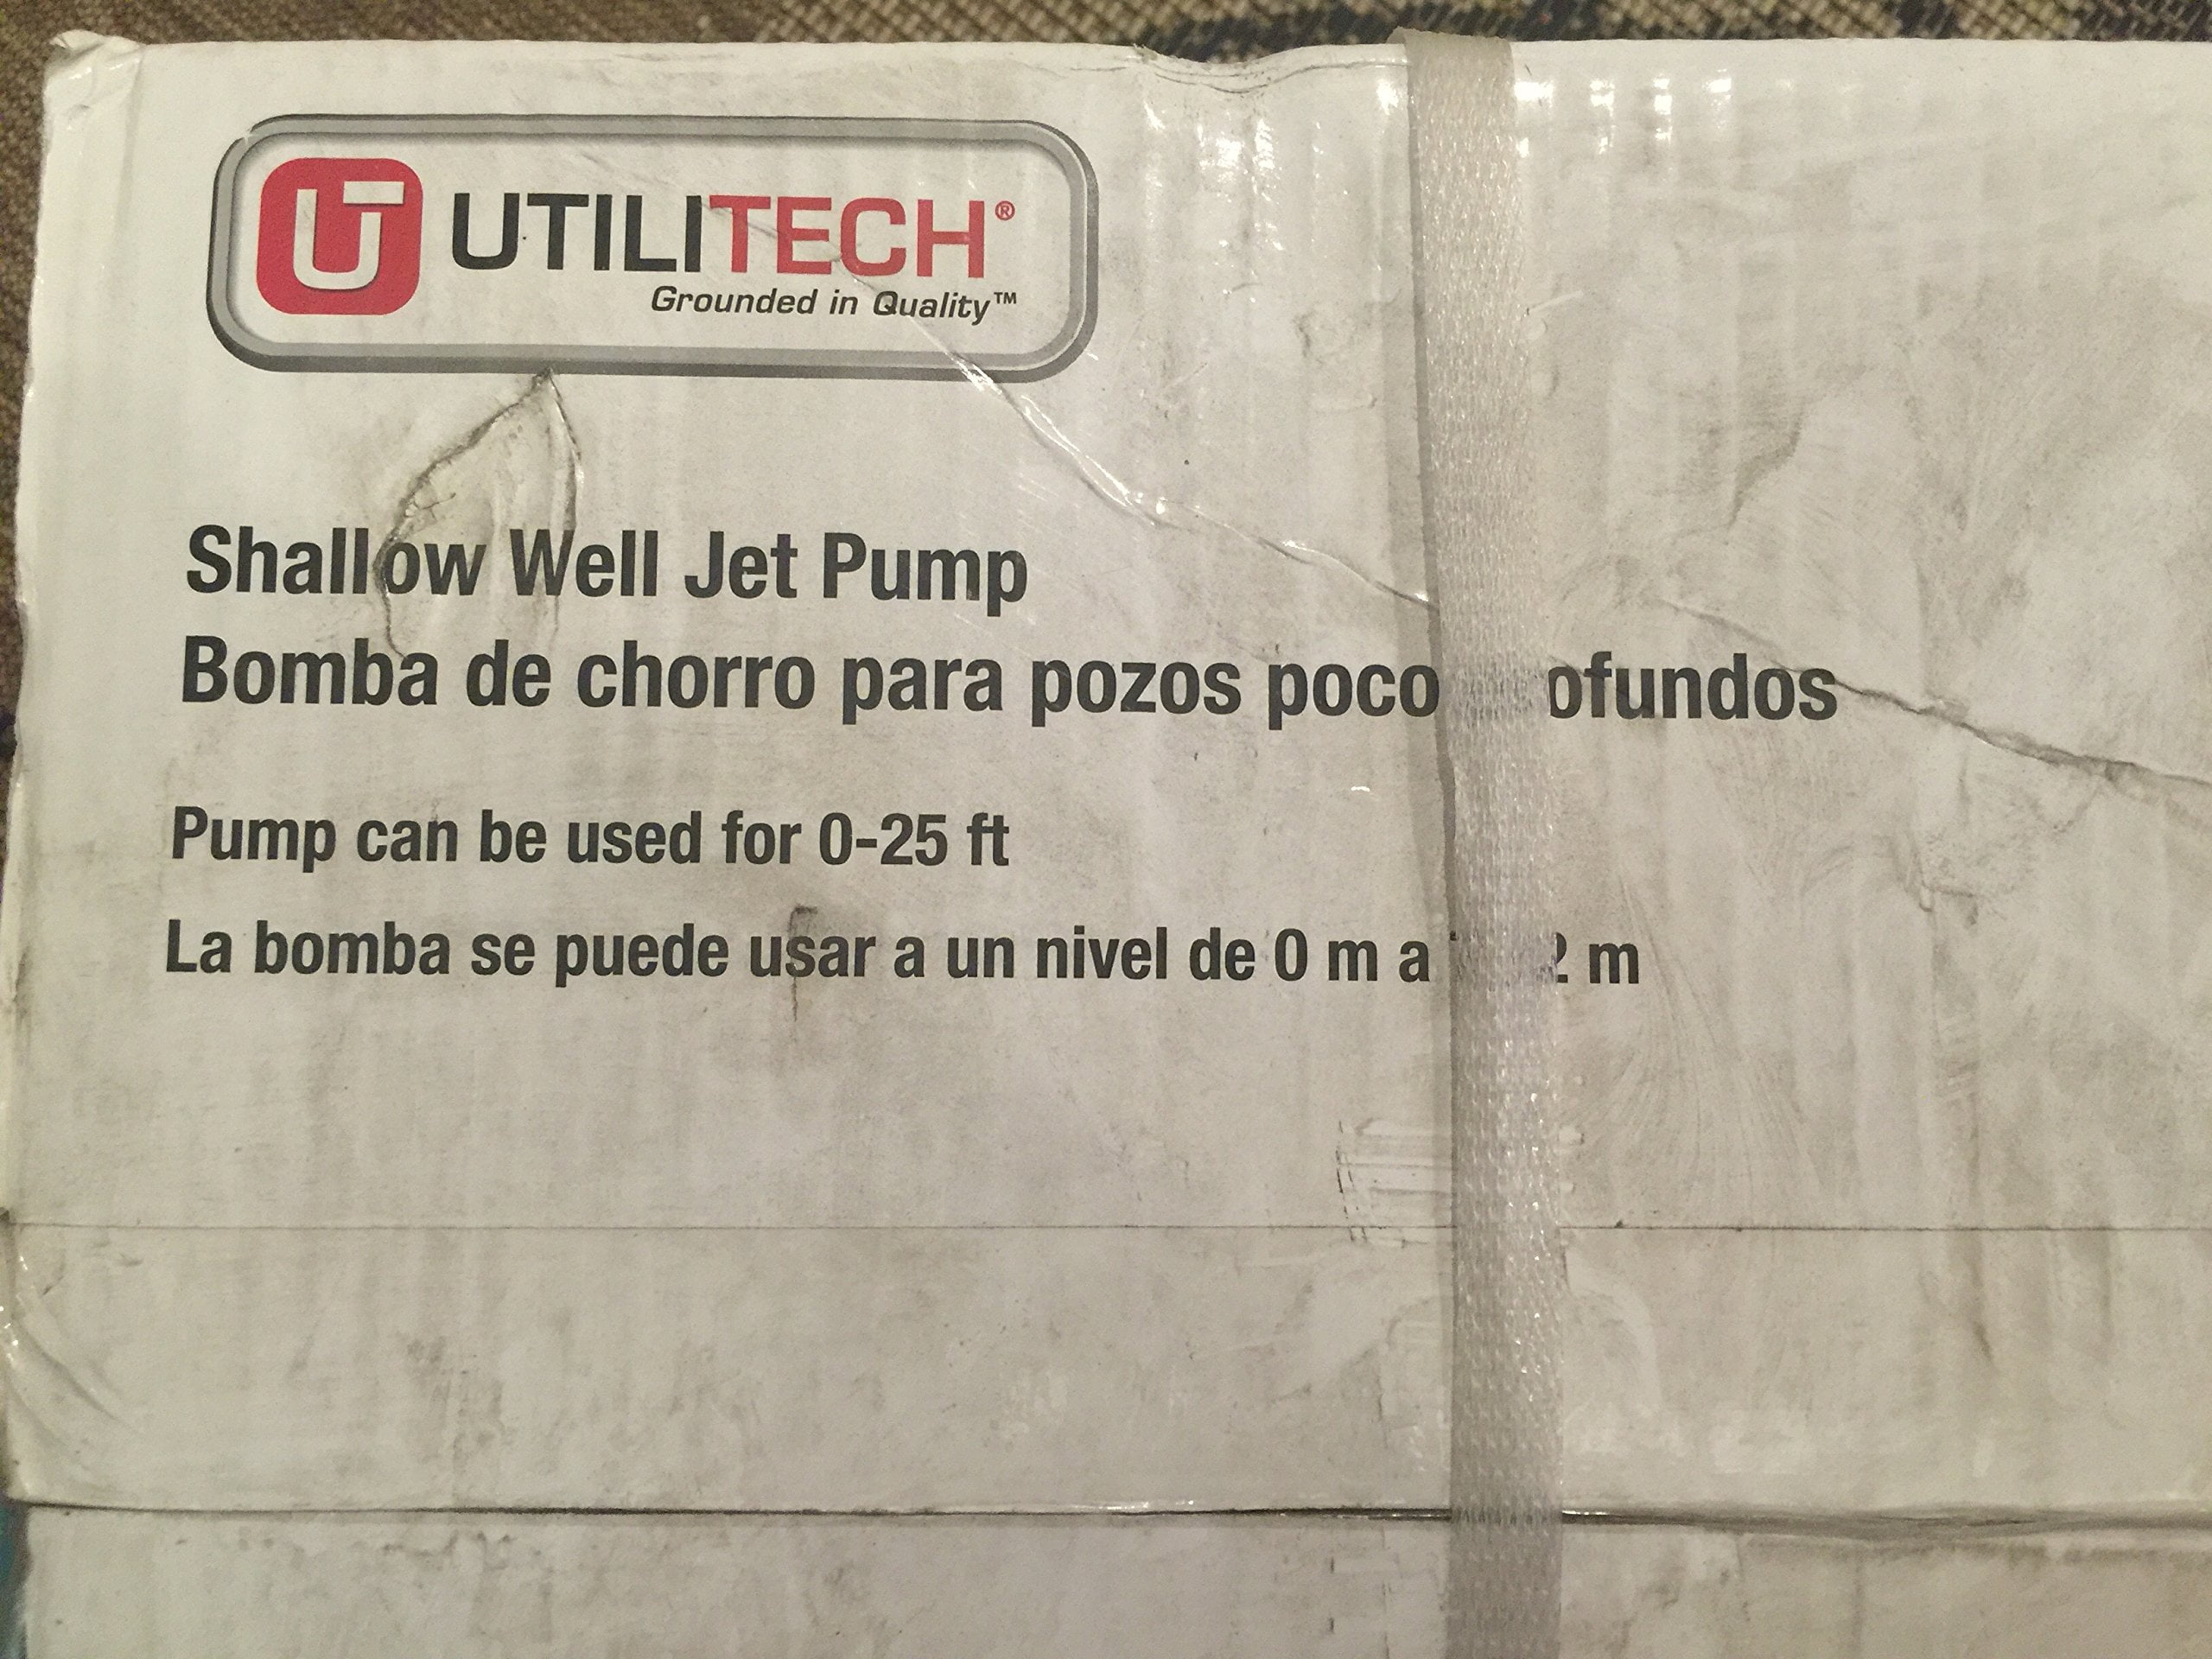 UTILITECH®
Grounded in Quality™
Shallow Well Jet Pump
Bomba de chorro para pozos poco
Pump can be used for 0-25 ft
La bomba se puede usar a un nivel de 0 m a m